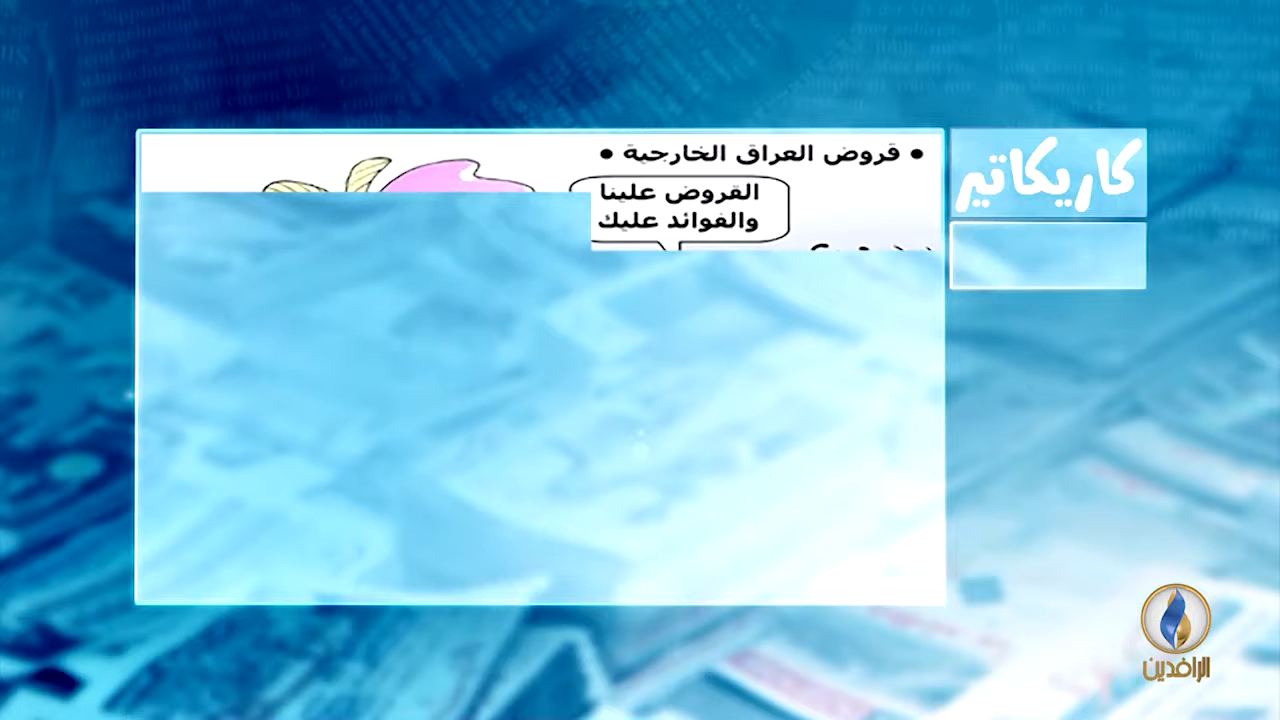 كاريكاتير
• قروض العراق الخارجية •
القروض علينا
والفوائد عليك
الرافدين